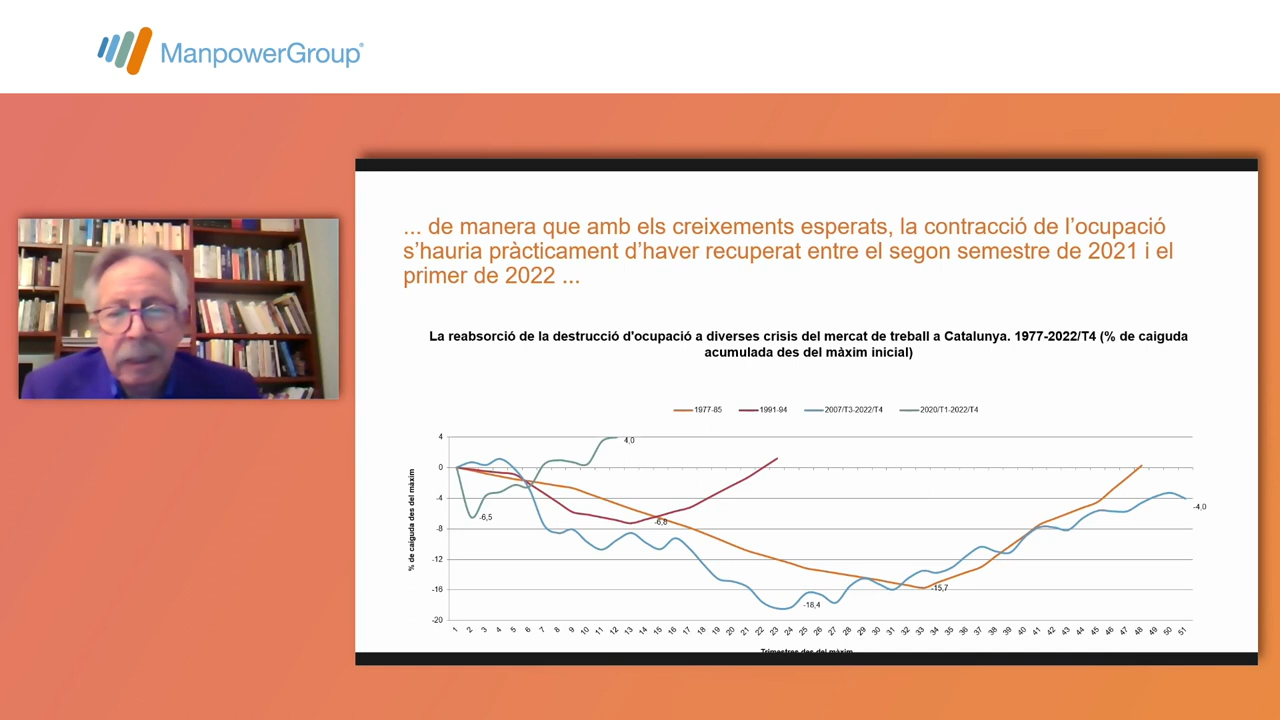 ManpowerGroup®
... de manera que amb els creixements esperats, la contracció de l’ocupació
s’hauria pràcticament d’haver recuperat entre el segon semestre de 2021 i el
primer de 2022 ...
La reabsorció de la destrucció d'ocupació a diverses crisis del mercat de treball a Catalunya. 1977-2022/T4 (% de caiguda
acumulada des del màxim inicial)
1977-85 1991-94 2007/T3-2022/T4 2020/T1-2022/T4
% de caiguda des del màxim
4
0
-4
-8
-12
-16
-20
4,0
-6,5
-6,8
-18,4
-15,7
-4,0
1 2 3 4 5 6 7 8 9 10 11 12 13 14 15 16 17 18 19 20 21 22 23 24 25 26 27 28 29 30 31 32 33 34 35 36 37 38 39 40 41 42 43 44 45 46 47 48 49 50 51
Trimestres des del màxim